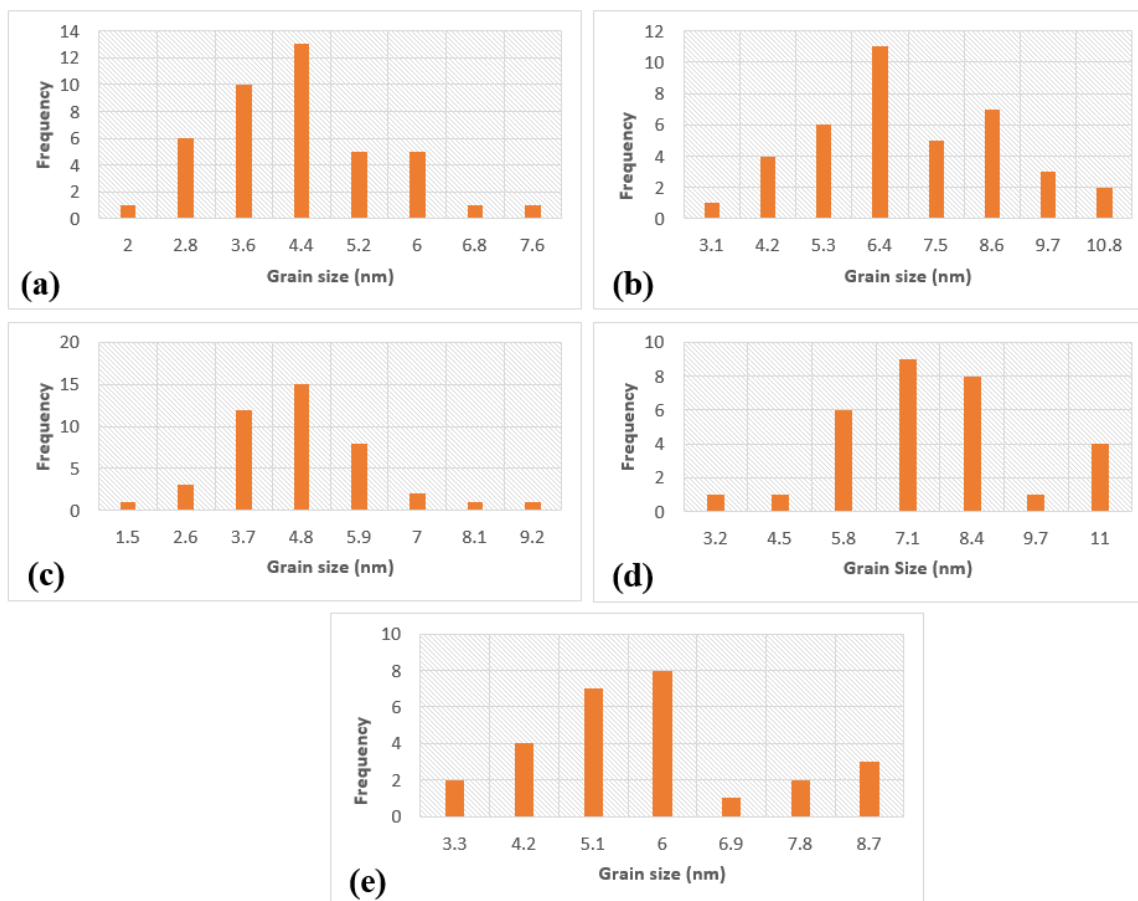 14
12
10
8
6
4
2
0
Frequency
2 2.8 3.6 4.4 5.2 6 6.8 7.6
Grain size (nm)
(a)
12
10
8
6
4
2
0
Frequency
3.1 4.2 5.3 6.4 7.5 8.6 9.7 10.8
Grain size (nm)
(b)
20
15
10
5
0
Frequency
1.5 2.6 3.7 4.8 5.9 7 8.1 9.2
Grain size (nm)
(c)
10
8
6
4
2
0
Frequency
3.2 4.5 5.8 7.1 8.4 9.7 11
Grain Size (nm)
(d)
10
8
6
4
2
0
Frequency
3.3 4.2 5.1 6 6.9 7.8 8.7
Grain size (nm)
(e)